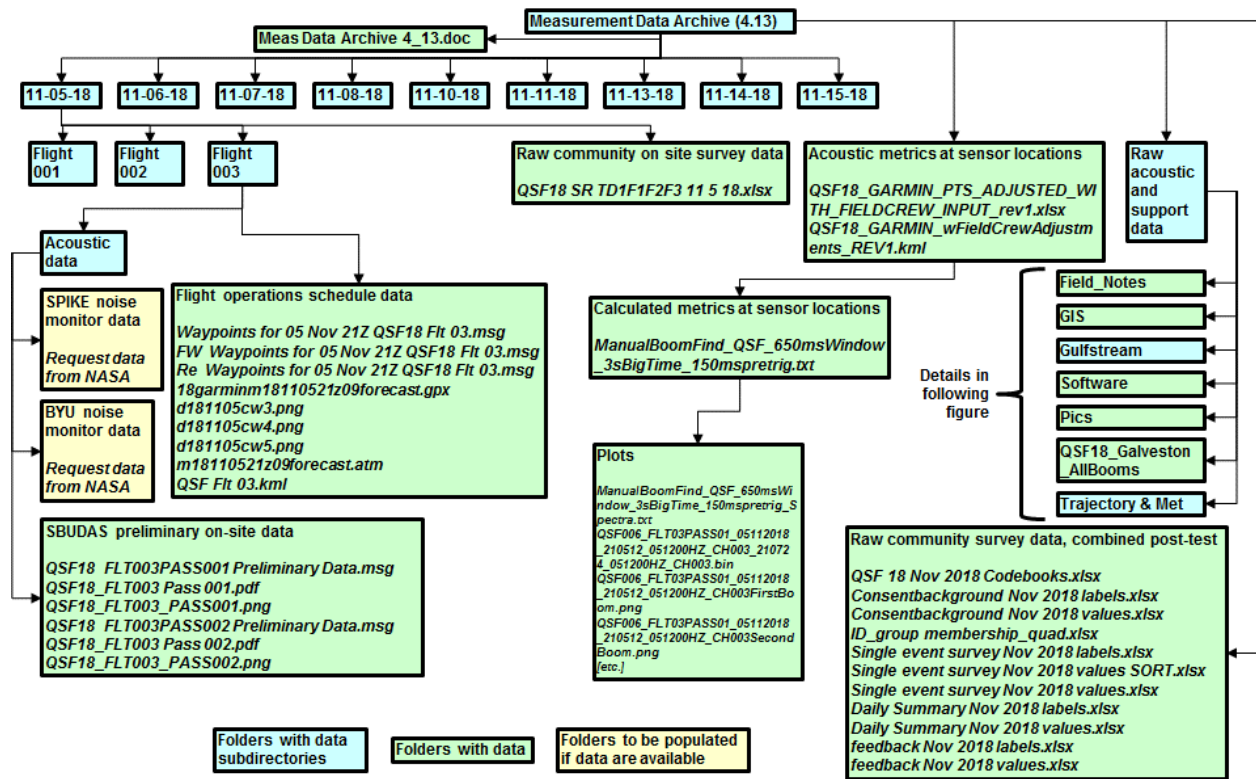 Measurement Data Archive (4.13)
Meas Data Archive 4_13.doc
11-05-18
11-06-18
11-07-18
11-08-18
11-10-18
11-11-18
11-13-18
11-14-18
11-15-18
Flight
001
Flight
002
Flight
003
Raw community on site survey data
QSF18 SR TD1F1F2F3 11 5 18.xlsx
Acoustic metrics at sensor locations
QSF18_GARMIN_PTS_ADJUSTED_WI
TH_FIELDCREW_INPUT_rev1.xlsx
QSF18_GARMIN_wFieldCrewAdjust
ments_REV1.kml
Raw
acoustic
and
support
data
Acoustic
data
SPIKE noise
monitor data
Request data
from NASA
BYU noise
monitor data
Request data
from NASA
Flight operations schedule data
Waypoints for 05 Nov 21Z QSF18 Flt 03.msg
FW Waypoints for 05 Nov 21Z QSF18 Flt 03.msg
Re Waypoints for 05 Nov 21Z QSF18 Flt 03.msg
18garminm18110521z09forecast.gpx
d181105cw3.png
d181105cw4.png
d181105cw5.png
m18110521z09forecast.atm
QSF Flt 03.kml
Calculated metrics at sensor locations
ManualBoomFind_QSF_650msWindow
_3sBigTime_150mspretrig.txt
Details in
following
figure
Field_Notes
GIS
Gulfstream
Software
Pics
QSF18_Galveston
_AllBooms
Trajectory & Met
Plots
ManualBoomFind_QSF_650msWi
ndow_3sBigTime_150mspretrig_S
pectra.txt
QSF006_FLT03PASS01_05112018
_210512_051200HZ_CH003_21072
4_051200HZ_CH003.bin
QSF006_FLT03PASS01_05112018
_210512_051200HZ_CH003FirstBo
om.png
QSF006_FLT03PASS01_05112018
_210512_051200HZ_CH003Second
Boom.png
[etc.]
SBUDAS preliminary on-site data
QSF18_FLT003PASS001 Preliminary Data.msg
QSF18_FLT003 Pass 001.pdf
QSF18_FLT003_PASS001.png
QSF18_FLT003PASS002 Preliminary Data.msg
QSF18_FLT003 Pass 002.pdf
QSF18_FLT003_PASS002.png
Raw community survey data, combined post-test
QSF 18 Nov 2018 Codebooks.xlsx
Consentbackground Nov 2018 labels.xlsx
Consentbackground Nov 2018 values.xlsx
ID_group membership_quad.xlsx
Single event survey Nov 2018 labels.xlsx
Single event survey Nov 2018 values SORT.xlsx
Single event survey Nov 2018 values.xlsx
Daily Summary Nov 2018 labels.xlsx
Daily Summary Nov 2018 values.xlsx
feedback Nov 2018 labels.xlsx
feedback Nov 2018 values.xlsx
Folders with data
subdirectories
Folders with data
Folders to be populated
if data are available